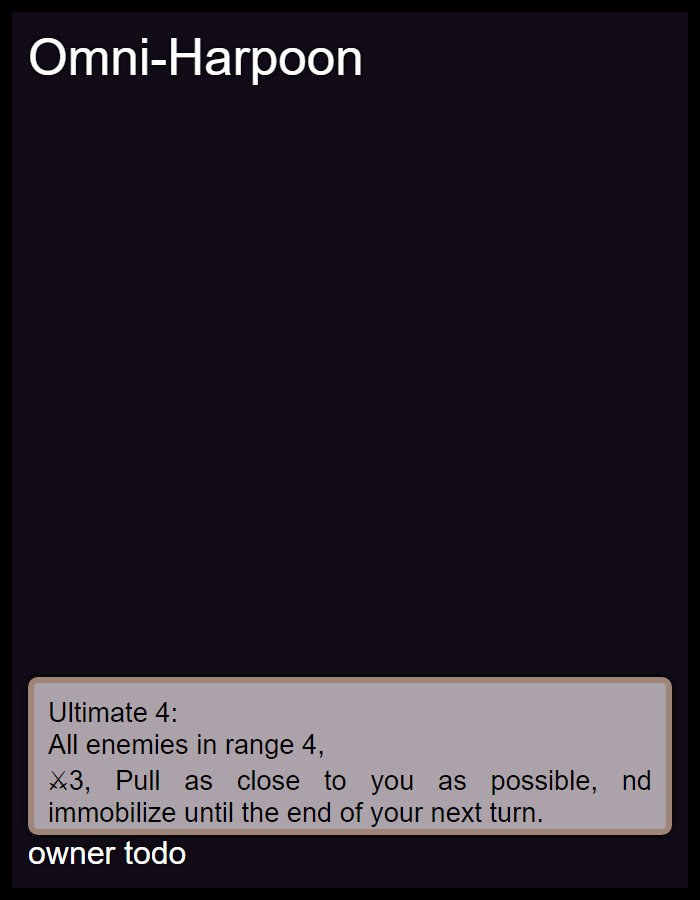 Omni-Harpoon
Ultimate 4:
All enemies in range 4,
⚔3, Pull as close to you as possible, nd
immobilize until the end of your next turn.
owner todo